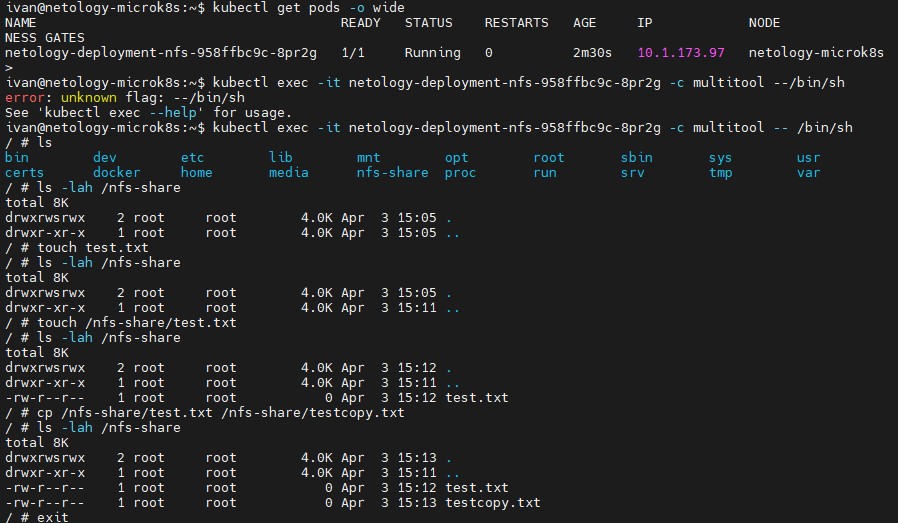 ivan@netology-microk8s:~$ kubectl get pods -o wide
NAME                                      READY   STATUS    RESTARTS   AGE     IP            NODE
NESS GATES
netology-deployment-nfs-958ffbc9c-8pr2g   1/1     Running   0          2m30s   10.1.173.97   netology-microk8s
>
ivan@netology-microk8s:~$ kubectl exec -it netology-deployment-nfs-958ffbc9c-8pr2g -c multitool --/bin/sh
error: unknown flag: --/bin/sh
See 'kubectl exec --help' for usage.
ivan@netology-microk8s:~$ kubectl exec -it netology-deployment-nfs-958ffbc9c-8pr2g -c multitool -- /bin/sh
/ # ls
bin        dev        etc        lib        mnt        opt        root       sbin       sys        usr
certs      docker     home       media      nfs-share  proc       run        srv        tmp        var
/ # ls -lah /nfs-share
total 8K
drwxrwsrwx    2 root     root        4.0K Apr  3 15:05 .
drwxr-xr-x    1 root     root        4.0K Apr  3 15:05 ..
/ # touch test.txt
/ # ls -lah /nfs-share
total 8K
drwxrwsrwx    2 root     root        4.0K Apr  3 15:05 .
drwxr-xr-x    1 root     root        4.0K Apr  3 15:11 ..
/ # touch /nfs-share/test.txt
/ # ls -lah /nfs-share
total 8K
drwxrwsrwx    2 root     root        4.0K Apr  3 15:12 .
drwxr-xr-x    1 root     root        4.0K Apr  3 15:11 ..
-rw-r--r--    1 root     root           0 Apr  3 15:12 test.txt
/ # cp /nfs-share/test.txt /nfs-share/testcopy.txt
/ # ls -lah /nfs-share
total 8K
drwxrwsrwx    2 root     root        4.0K Apr  3 15:13 .
drwxr-xr-x    1 root     root        4.0K Apr  3 15:11 ..
-rw-r--r--    1 root     root           0 Apr  3 15:12 test.txt
-rw-r--r--    1 root     root           0 Apr  3 15:13 testcopy.txt
/ # exit